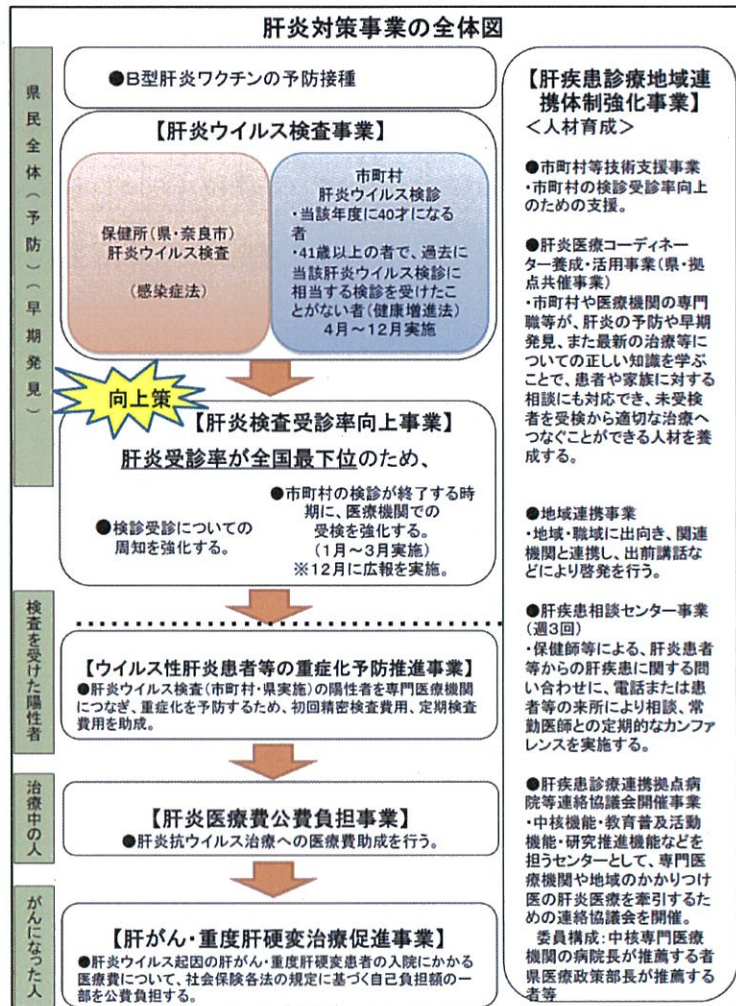 肝炎対策事業の全体図
県民全体(予防)(早期発見)
●B型肝炎ワクチンの予防接種
【肝炎ウイルス検査事業】
保健所(県・奈良市)
肝炎ウイルス検査
(感染症法)
市町村
肝炎ウイルス検診
・当該年度に40才になる
者
・41歳以上の者で、過去に
当該肝炎ウイルス検診に
相当する検診を受けたこと
がない者(健康増進法)
4月~12月実施
向上策
【肝炎検査受診率向上事業】
肝炎受診率が全国最下位のため、
●検診受診についての
周知を強化する。
●市町村の検診が終了する時
期に、医療機関での
受検を強化する。
(1月~3月実施)
※12月に広報を実施。
検査を受けた陽性者
【ウイルス性肝炎患者等の重症化予防推進事業】
●肝炎ウイルス検査(市町村・県実施)の陽性者を専門医療機関
につなぎ、重症化を予防するため、初回精密検査費用、定期検査
費用を助成。
治療中の人
【肝炎医療費公費負担事業】
●肝炎抗ウイルス治療への医療費助成を行う。
がんになった人
【肝がん・重度肝硬変治療促進事業】
●肝炎ウイルス起因の肝がん・重度肝硬変患者の入院にかかる
医療費について、社会保険各法の規定に基づく自己負担額の一
部を公費負担する。
【肝疾患診療地域連
携体制強化事業】
<人材育成>
●市町村等技術支援事業
・市町村の検診受診率向上
のための支援。
●肝炎医療コーディネー
ター養成・活用事業(県・拠
点共催事業)
・市町村や医療機関の専門
職等が、肝炎の予防や早期
発見、また最新の治療等に
ついての正しい知識を学ぶ
ことで、患者や家族に対する
相談にも対応でき、未受検
者を受検から適切な治療へ
つなぐことができる人材を養
成する。
●地域連携事業
・地域・職域に出向き、関連
機関と連携し、出前講話な
どにより啓発を行う。
●肝疾患相談センター事業
(週3回)
・保健師等による、肝炎患者
等からの肝疾患に関する問
い合わせに、電話または患
者等の来所により相談、常
勤医師との定期的なカンファ
レンスを実施する。
●肝疾患診療連携拠点病
院等連絡協議会開催事業
・中核機能・教育普及活動
機能・研究推進機能などを
担うセンターとして、専門医
療機関や地域のかかりつけ
医の肝炎医療を牽引するた
めの連絡協議会を開催。
委員構成:中核専門医療
機関の病院長が推薦する者
県医療政策部長が推薦する
者等